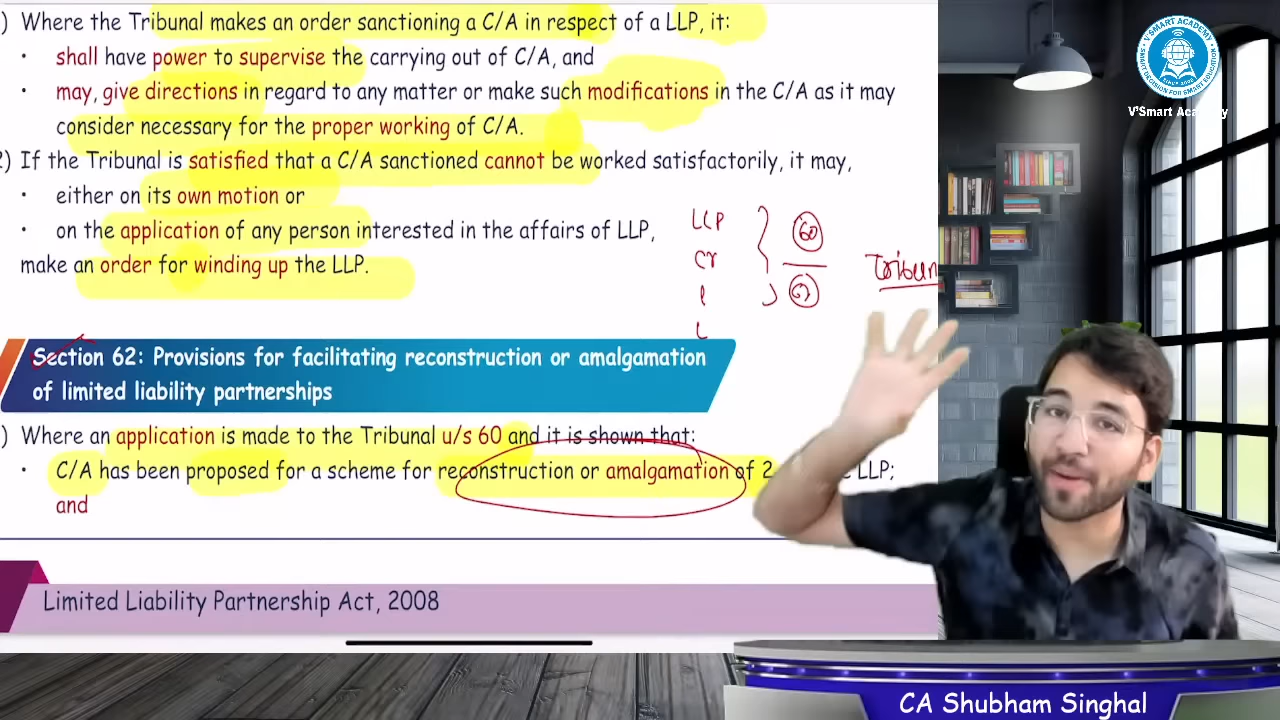 ) Where the Tribunal makes an order sanctioning a C/A in respect of a LLP, it:
• shall have power to supervise the carrying out of C/A, and
• may, give directions in regard to any matter or make such modifications in the C/A as it may
consider necessary for the proper working of C/A.
2) If the Tribunal is satisfied that a C/A sanctioned cannot be worked satisfactorily, it may,
• either on its own motion or
• on the application of any person interested in the affairs of LLP,
make an order for winding up the LLP.
LLP
Cr
60
Tribun
Section 62: Provisions for facilitating reconstruction or amalgamation
of limited liability partnerships
) Where an application is made to the Tribunal u/s 60 and it is shown that:
• C/A has been proposed for a scheme for reconstruction or amalgamation of 2 LLP;
and
Limited Liability Partnership Act, 2008
V'SMART ACADEMY
SMART DECISION FOR SMART EDUCATION
V'Smart Academy
CA Shubham Singhal